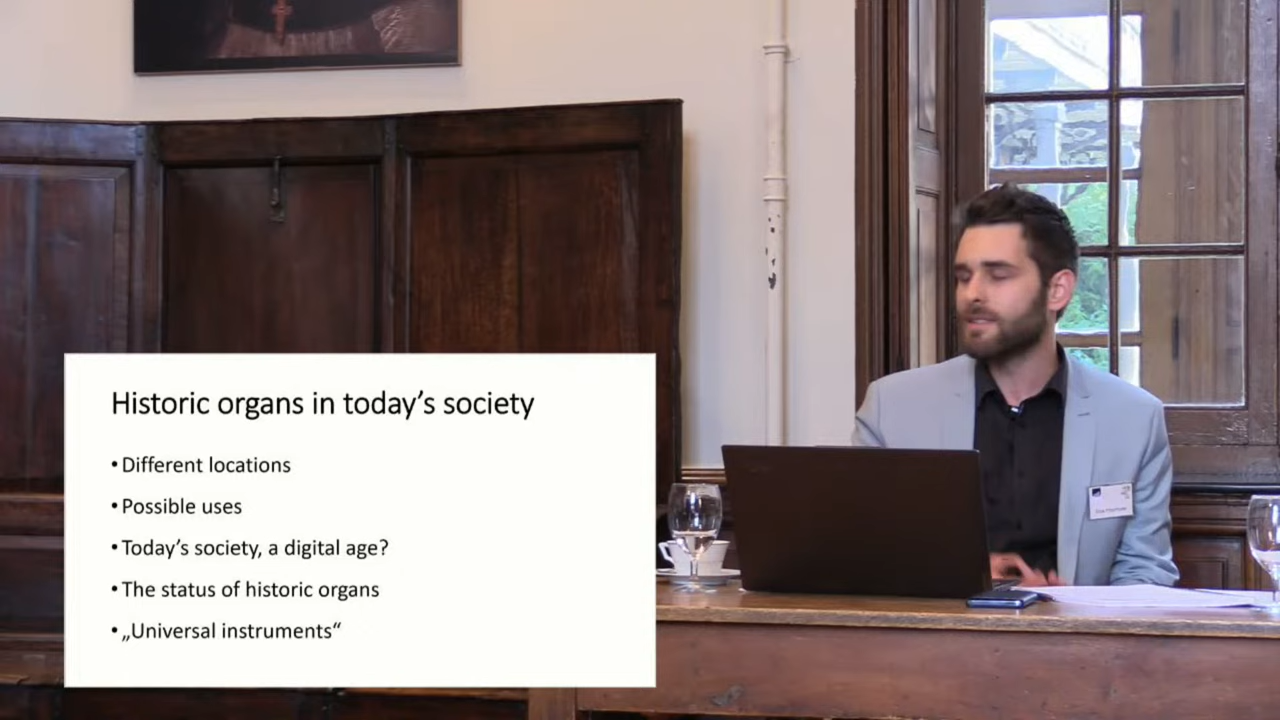 Historic organs in today’s society
• Different locations
• Possible uses
• Today’s society, a digital age?
• The status of historic organs
• „Universal instruments“